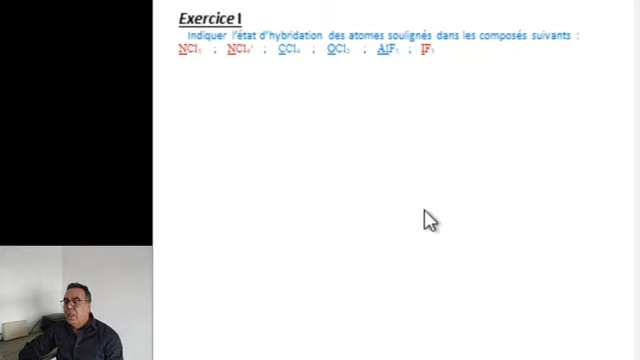 Exercice I
Indiquer l'état d'hybridation des atomes soulignés dans les composés suivants :
NCl₃ ; NCl₄⁺ ; CCl₄ ; OCl₂ ; AlF₃ ; IF₅